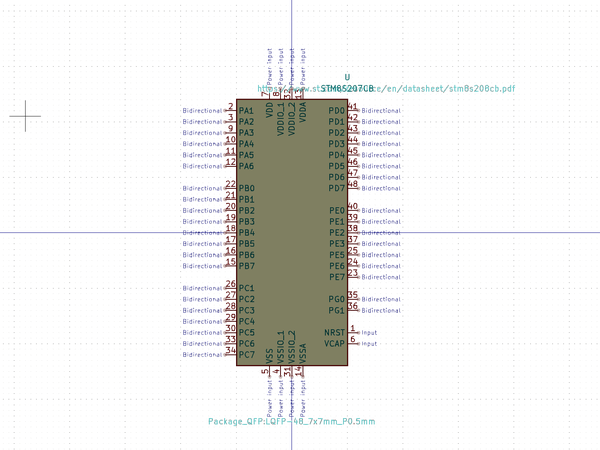 U
STM8S207CB
/en/datasheet/stm8s208cb.pdf
Power input
Power input
Power input
Power input
7
8
32
13
VDD
VDDIO_1
VDDIO_2
VDDA
Bidirectional 2 PA1
Bidirectional 3 PA2
Bidirectional 9 PA3
Bidirectional 10 PA4
Bidirectional 11 PA5
Bidirectional 12 PA6
Bidirectional 22 PB0
Bidirectional 21 PB1
Bidirectional 20 PB2
Bidirectional 19 PB3
Bidirectional 18 PB4
Bidirectional 17 PB5
Bidirectional 16 PB6
Bidirectional 15 PB7
Bidirectional 26 PC1
Bidirectional 27 PC2
Bidirectional 28 PC3
Bidirectional 29 PC4
Bidirectional 30 PC5
Bidirectional 33 PC6
Bidirectional 34 PC7
PD0 41 Bidirectional
PD1 42 Bidirectional
PD2 43 Bidirectional
PD3 44 Bidirectional
PD4 45 Bidirectional
PD5 46 Bidirectional
PD6 47 Bidirectional
PD7 48 Bidirectional
PE0 40 Bidirectional
PE1 39 Bidirectional
PE2 38 Bidirectional
PE3 37 Bidirectional
PE5 25 Bidirectional
PE6 24 Bidirectional
PE7 23 Bidirectional
PG0 35 Bidirectional
PG1 36 Bidirectional
NRST 1 Input
VCAP 6 Input
VSS
VSSIO_1
VSSIO_2
VSSA
5
4
31
14
Power input
Power input
Power input
Power input
Package_QFP:LQFP-48_7x7mm_P0.5mm